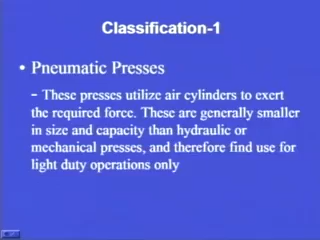 Classification-1
• Pneumatic Presses
- These presses utilize air cylinders to exert
the required force. These are generally smaller
in size and capacity than hydraulic or
mechanical presses, and therefore find use for
light duty operations only